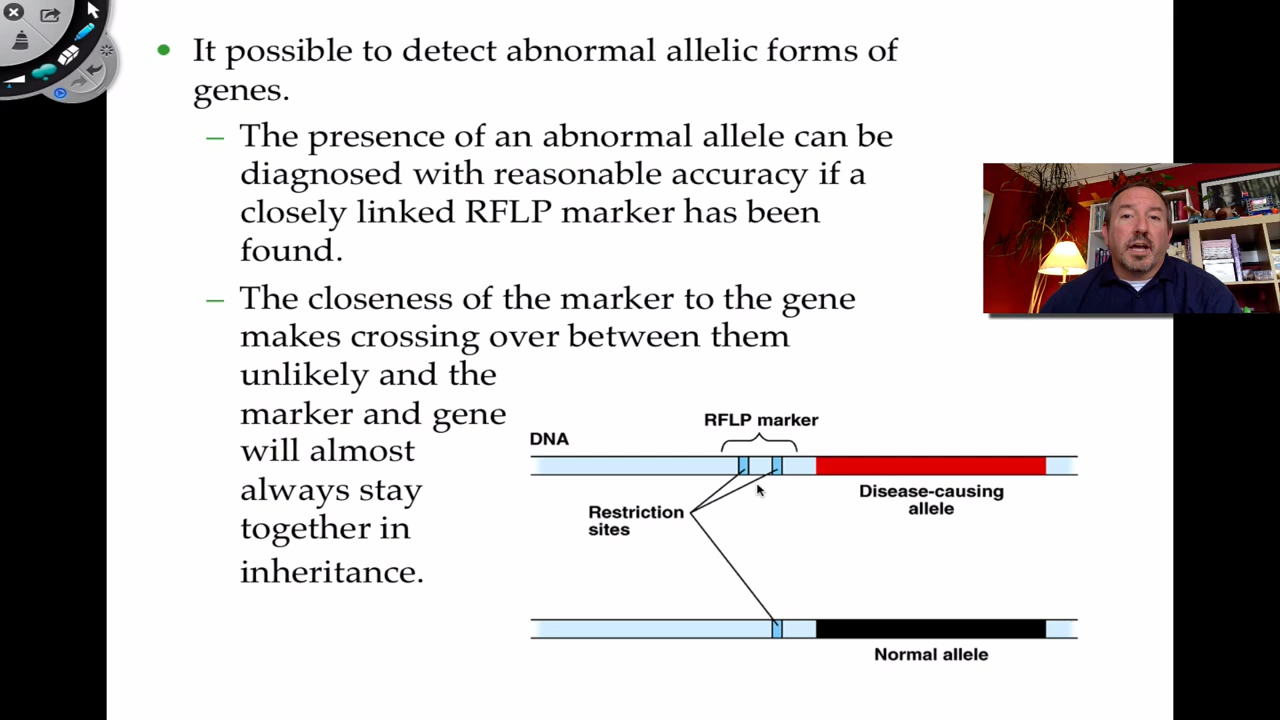 • It possible to detect abnormal allelic forms of
genes.
– The presence of an abnormal allele can be
diagnosed with reasonable accuracy if a
closely linked RFLP marker has been
found.
– The closeness of the marker to the gene
makes crossing over between them
unlikely and the
marker and gene
will almost
always stay
together in
inheritance.
RFLP marker
DNA
Disease-causing
allele
Restriction
sites
Normal allele